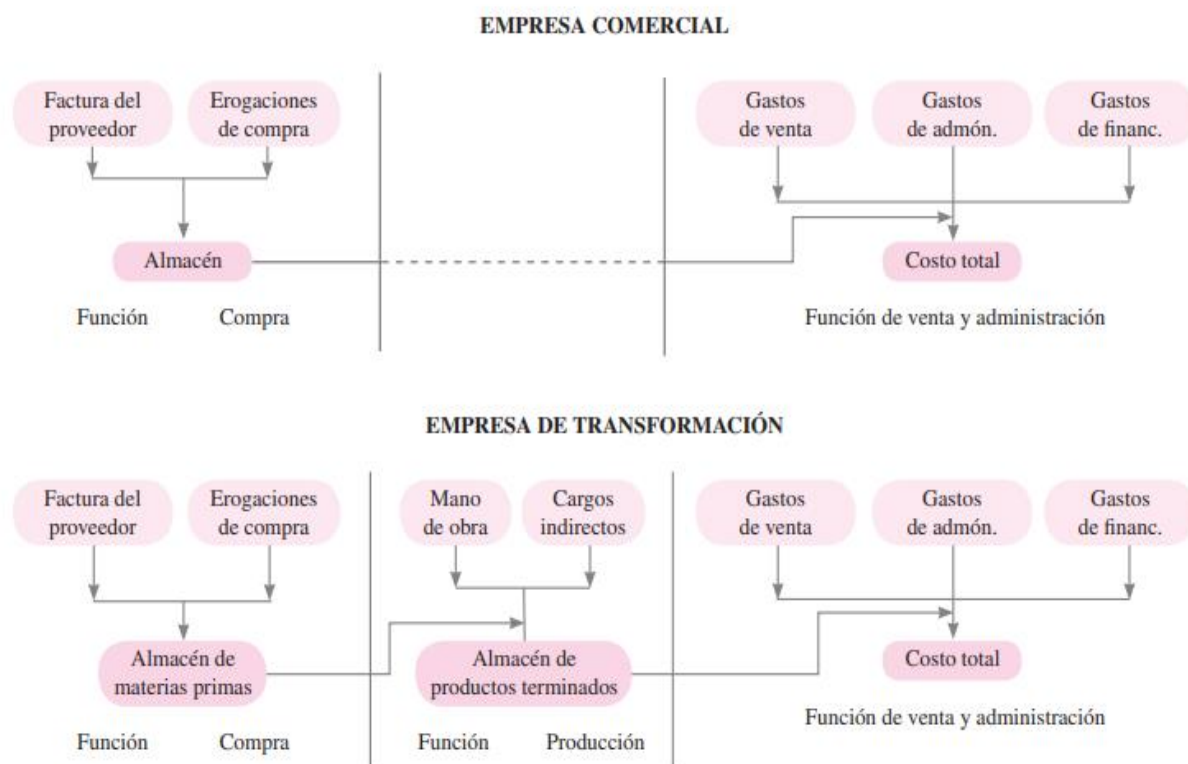 EMPRESA COMERCIAL
Factura del
proveedor
Erogaciones
de compra
Gastos
de venta
Gastos
de admón.
Gastos
de financ.
Almacén
Costo total
Función Compra
Función de venta y administración
EMPRESA DE TRANSFORMACIÓN
Factura del
proveedor
Erogaciones
de compra
Mano
de obra
Cargos
indirectos
Gastos
de venta
Gastos
de admón.
Gastos
de financ.
Almacén de
materias primas
Almacén de
productos terminados
Costo total
Función Compra
Función Producción
Función de venta y administración